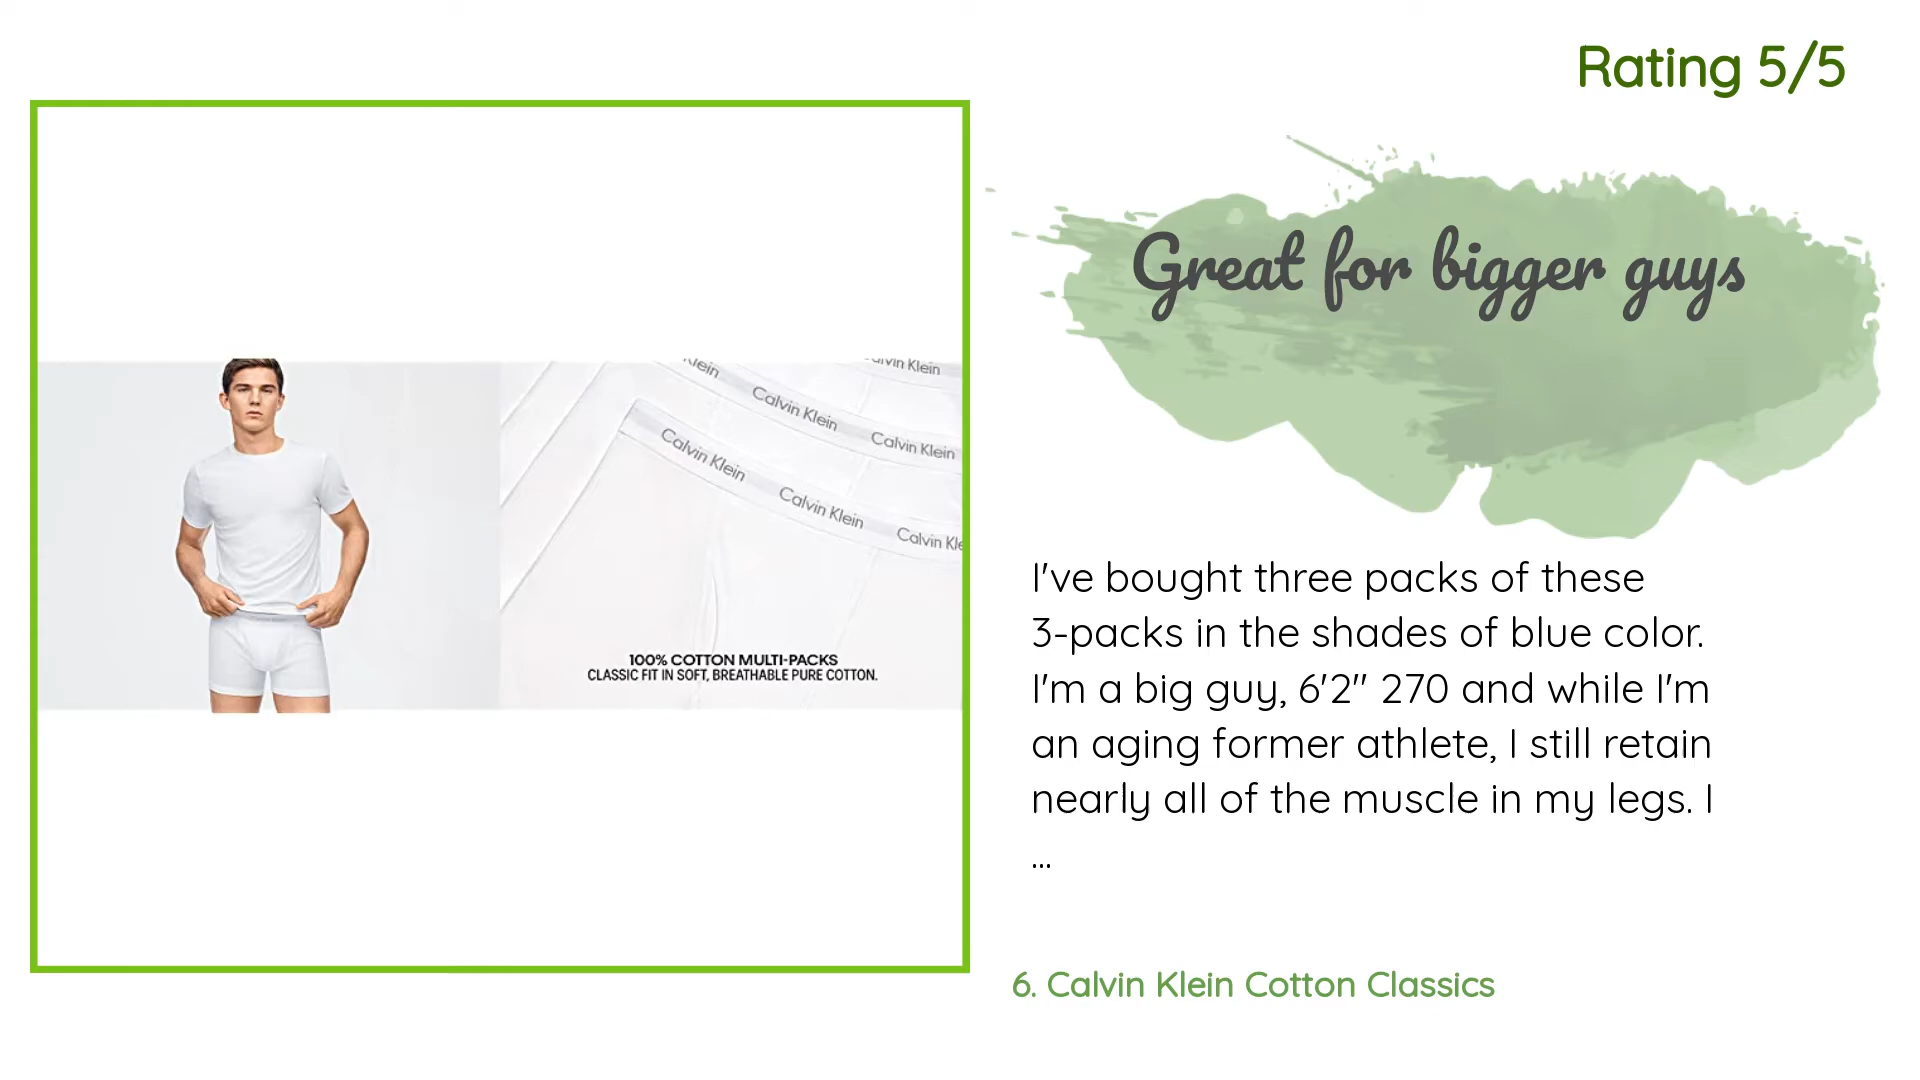 Rating 5/5
Great for bigger guys
Klein
Calvin Klein
Calvin Klein
Calvin Klein
Calvin Klein
Calvin Klein
100% COTTON MULTI-PACKS
CLASSIC FIT IN SOFT, BREATHABLE PURE COTTON.
I've bought three packs of these
3-packs in the shades of blue color.
I'm a big guy, 6'2" 270 and while I'm
an aging former athlete, I still retain
nearly all of the muscle in my legs. I
...
6. Calvin Klein Cotton Classics